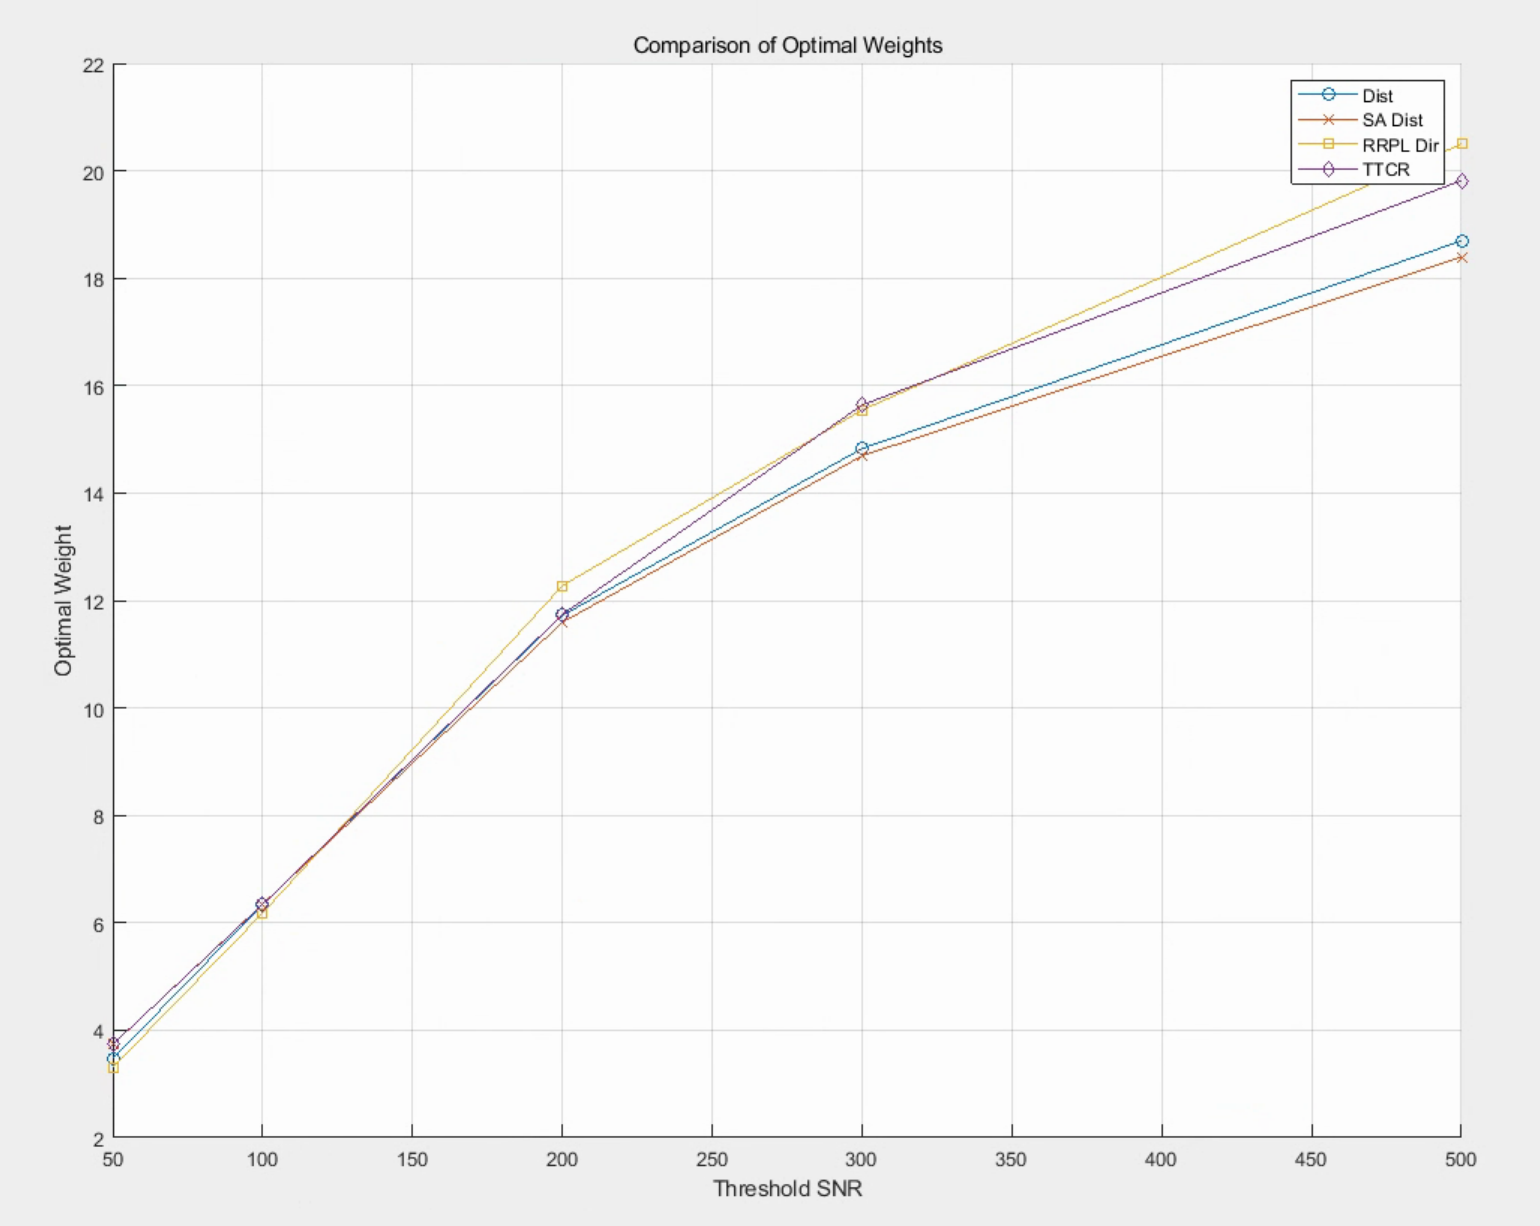 Comparison of Optimal Weights
22
20
18
16
14
12
10
8
6
4
2
Optimal Weight
Dist
SA Dist
RRPL Dir
TTCR
50 100 150 200 250 300 350 400 450 500
Threshold SNR